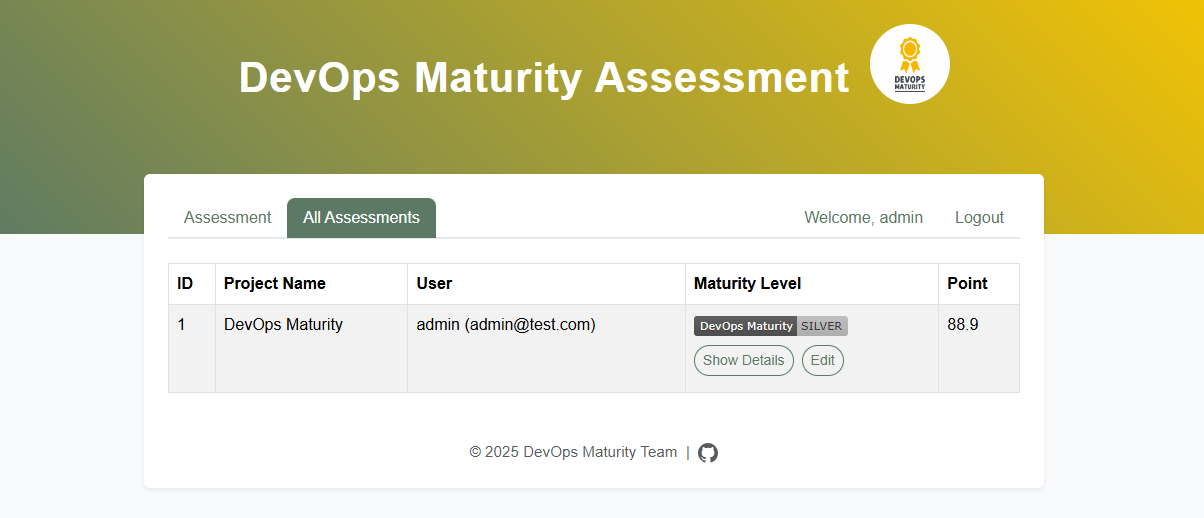 DevOps Maturity Assessment
DEVOPS
MATURITY
Assessment All Assessments Welcome, admin Logout
ID Project Name User Maturity Level Point
1 DevOps Maturity admin (admin@test.com) DevOps Maturity SILVER 88.9
Show Details Edit
© 2025 DevOps Maturity Team |